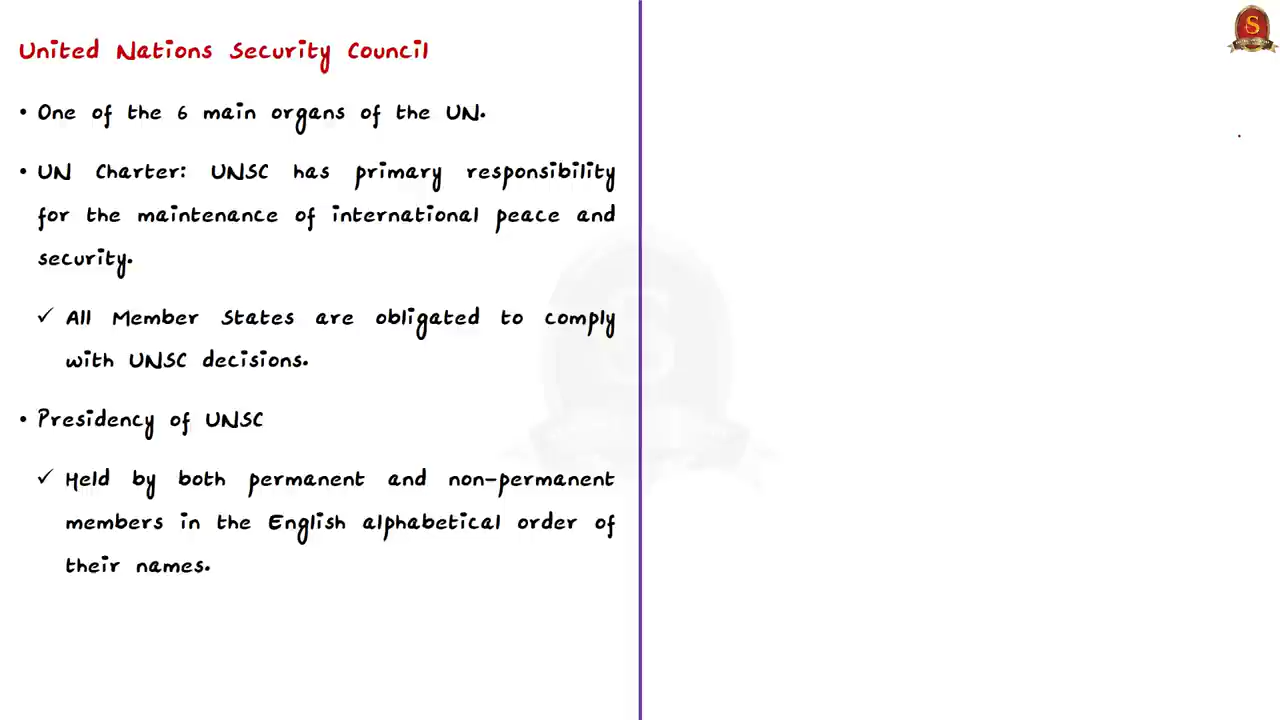 United Nations Security Council
• One of the 6 main organs of the UN.
• UN Charter: UNSC has primary responsibility
for the maintenance of international peace and
security.
✓ All Member States are obligated to comply
with UNSC decisions.
• Presidency of UNSC
✓ Held by both permanent and non-permanent
members in the English alphabetical order of
their names.
S